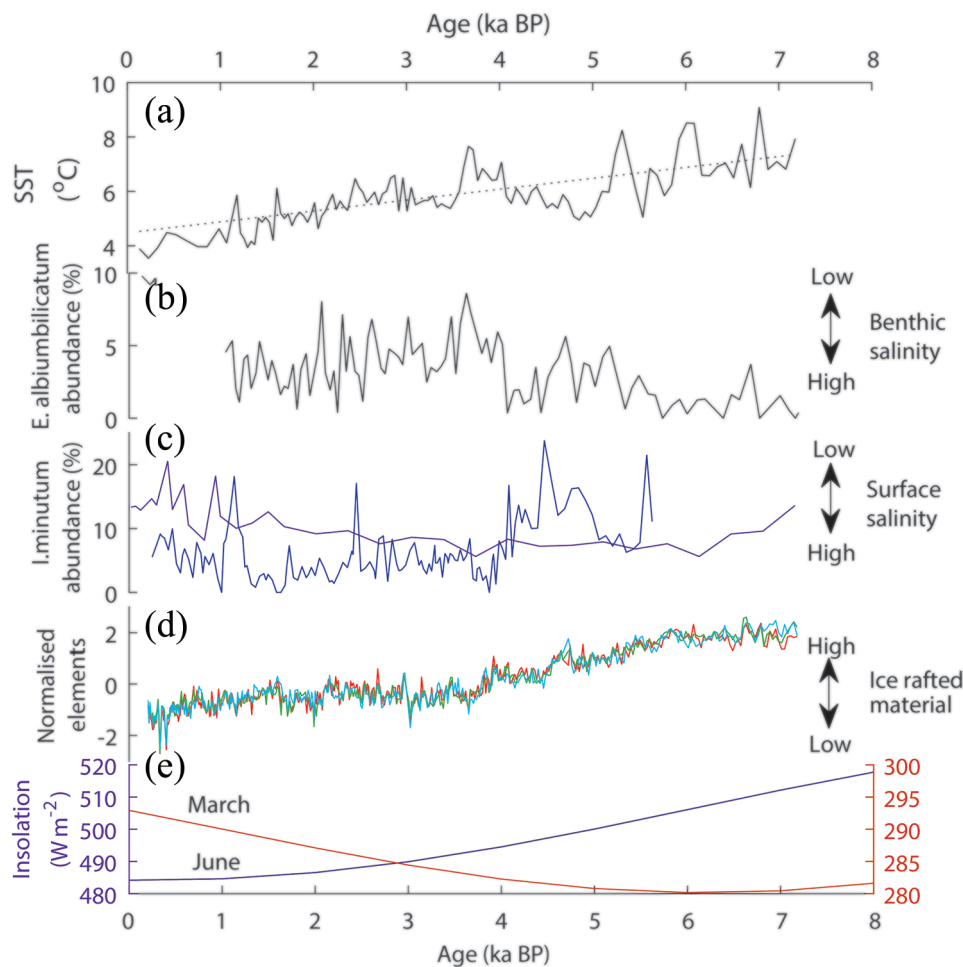 Age (ka BP)
0 1 2 3 4 5 6 7 8
(a)
10
8
6
4
SST
(°C)
(b)
10
5
0
E. albiumbilicatum
abundance (%)
Low
High
Benthic
salinity
(c)
20
10
0
I.minutum
abundance (%)
Low
High
Surface
salinity
(d)
2
0
-2
Normalised
elements
High
Low
Ice rafted
material
(e)
520
510
500
490
480
Insolation
(W m-2)
March
June
300
295
290
285
280
0 1 2 3 4 5 6 7 8
Age (ka BP)